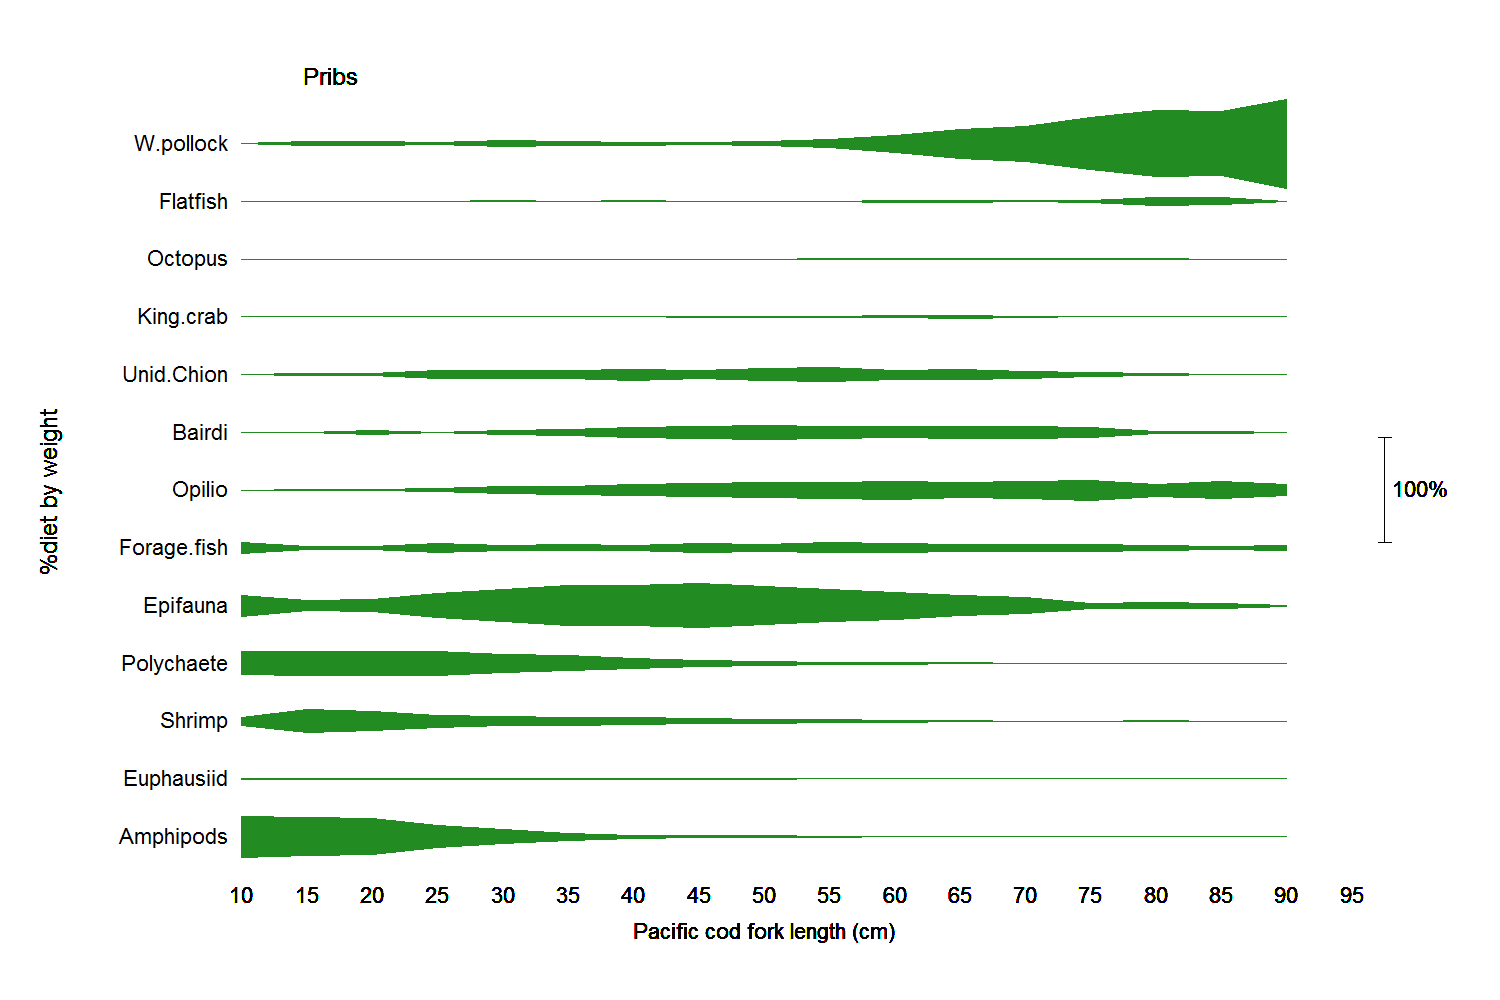 Pribs
W.pollock
Flatfish
Octopus
King.crab
Unid.Chion
Bairdi
Opilio
Forage.fish
Epifauna
Polychaete
Shrimp
Euphausiid
Amphipods
%diet by weight
100%
10 15 20 25 30 35 40 45 50 55 60 65 70 75 80 85 90 95
Pacific cod fork length (cm)